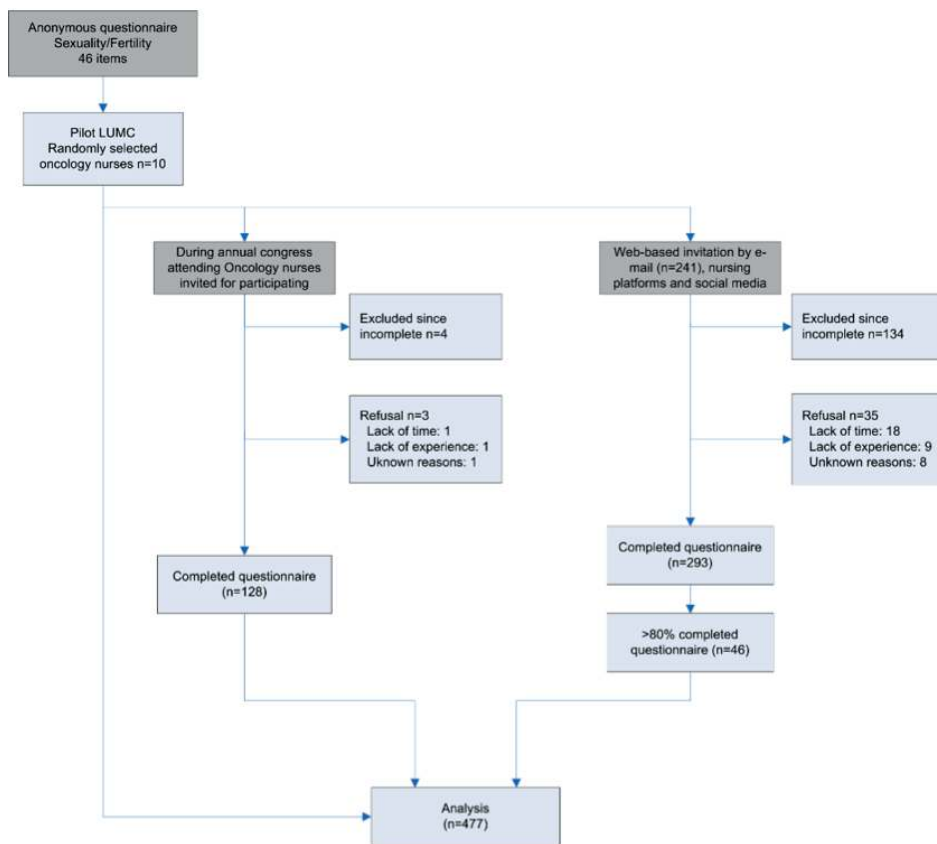 Anonymous questionnaire
Sexuality/Fertility
46 items
Pilot LUMC
Randomly selected
oncology nurses n=10
During annual congress
attending Oncology nurses
invited for participating
Web-based invitation by e-
mail (n=241), nursing
platforms and social media
Excluded since
incomplete n=4
Excluded since
incomplete n=134
Refusal n=3
Lack of time: 1
Lack of experience: 1
Uknown reasons: 1
Refusal n=35
Lack of time: 18
Lack of experience: 9
Unknown reasons: 8
Completed questionnaire
(n=128)
Completed questionnaire
(n=293)
>80% completed
questionnaire (n=46)
Analysis
(n=477)